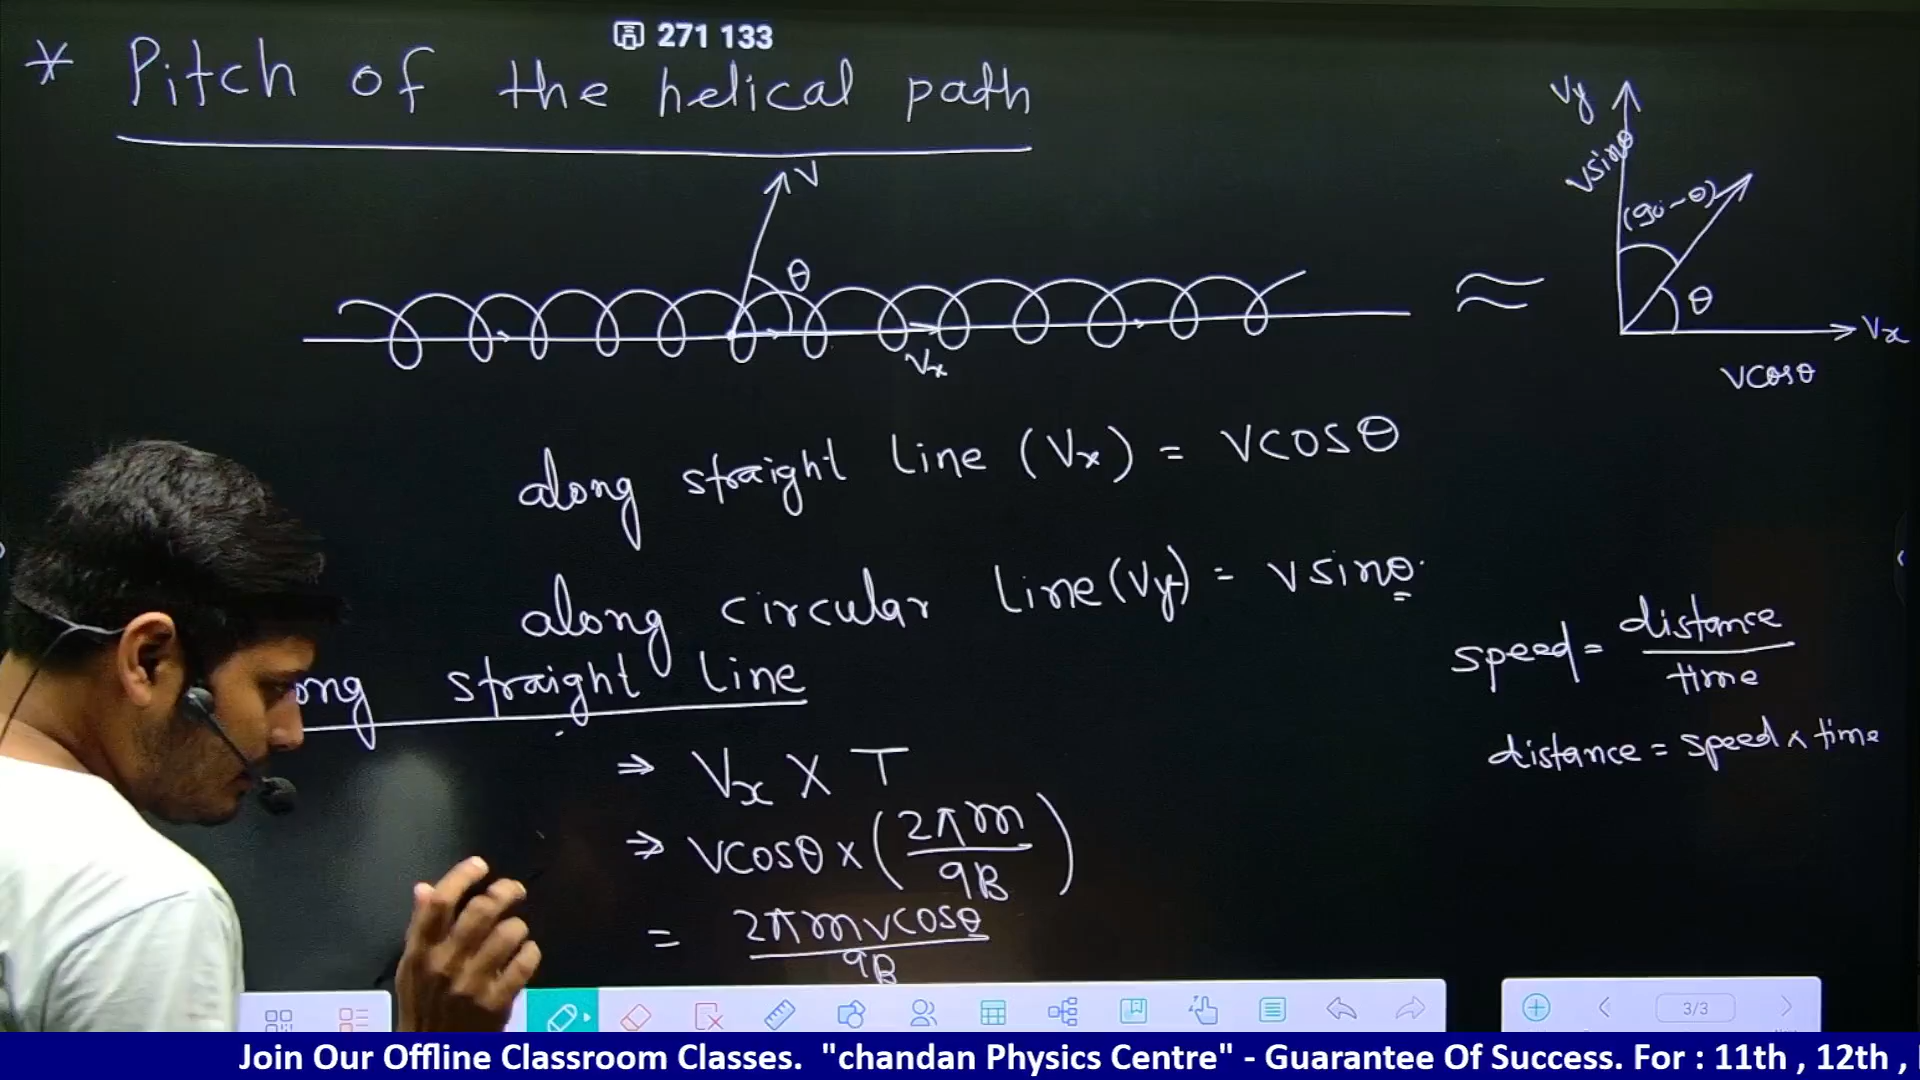 271 133
* Pitch of the helical path
V
θ
Vx
≈
Vy
Vsinθ
(90-θ)
θ
Vx
Vcosθ
along straight line (Vx) = Vcosθ
along circular line (Vy) = Vsinθ
ong straight line
⇒ Vx × T
⇒ Vcosθ × (2πm/qB)
= 2πmvcosθ/qB
speed = distance/time
distance = speed × time
3/3
Join Our Offline Classroom Classes. "chandan Physics Centre" - Guarantee Of Success. For : 11th , 12th ,